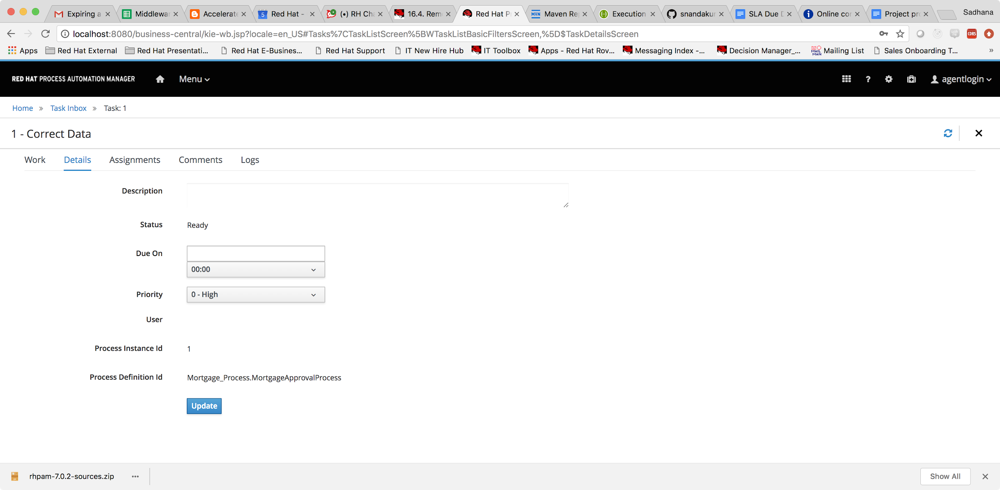 Expiring a
Middlewar
Accelerate
5
Red Hat -
(•) RH Cha
16.4. Rem
Red Hat P
Maven Re
Execution
snandakur
SLA Due D
Online cor
Project pr
Sadhana
localhost:8080/business-central/kie-wb.jsp?locale=en_US#Tasks%7CTaskListScreen%5BWTaskListBasicFiltersScreen,%5D$TaskDetailsScreen
CORS
Apps
Red Hat External
Red Hat Presentati...
Red Hat E-Busines...
Red Hat Support
IT New Hire Hub
IT Toolbox
Apps - Red Hat Rov...
Messaging Index -...
Decision Manager_...
Mailing List
Sales Onboarding T...
»
RED HAT PROCESS AUTOMATION MANAGER
Menu
?
agentlogin
Home » Task Inbox » Task: 1
1 - Correct Data
Work Details Assignments Comments Logs
Description
Status Ready
Due On
00:00
Priority 0 - High
User
Process Instance Id 1
Process Definition Id Mortgage_Process.MortgageApprovalProcess
Update
rhpam-7.0.2-sources.zip
Show All